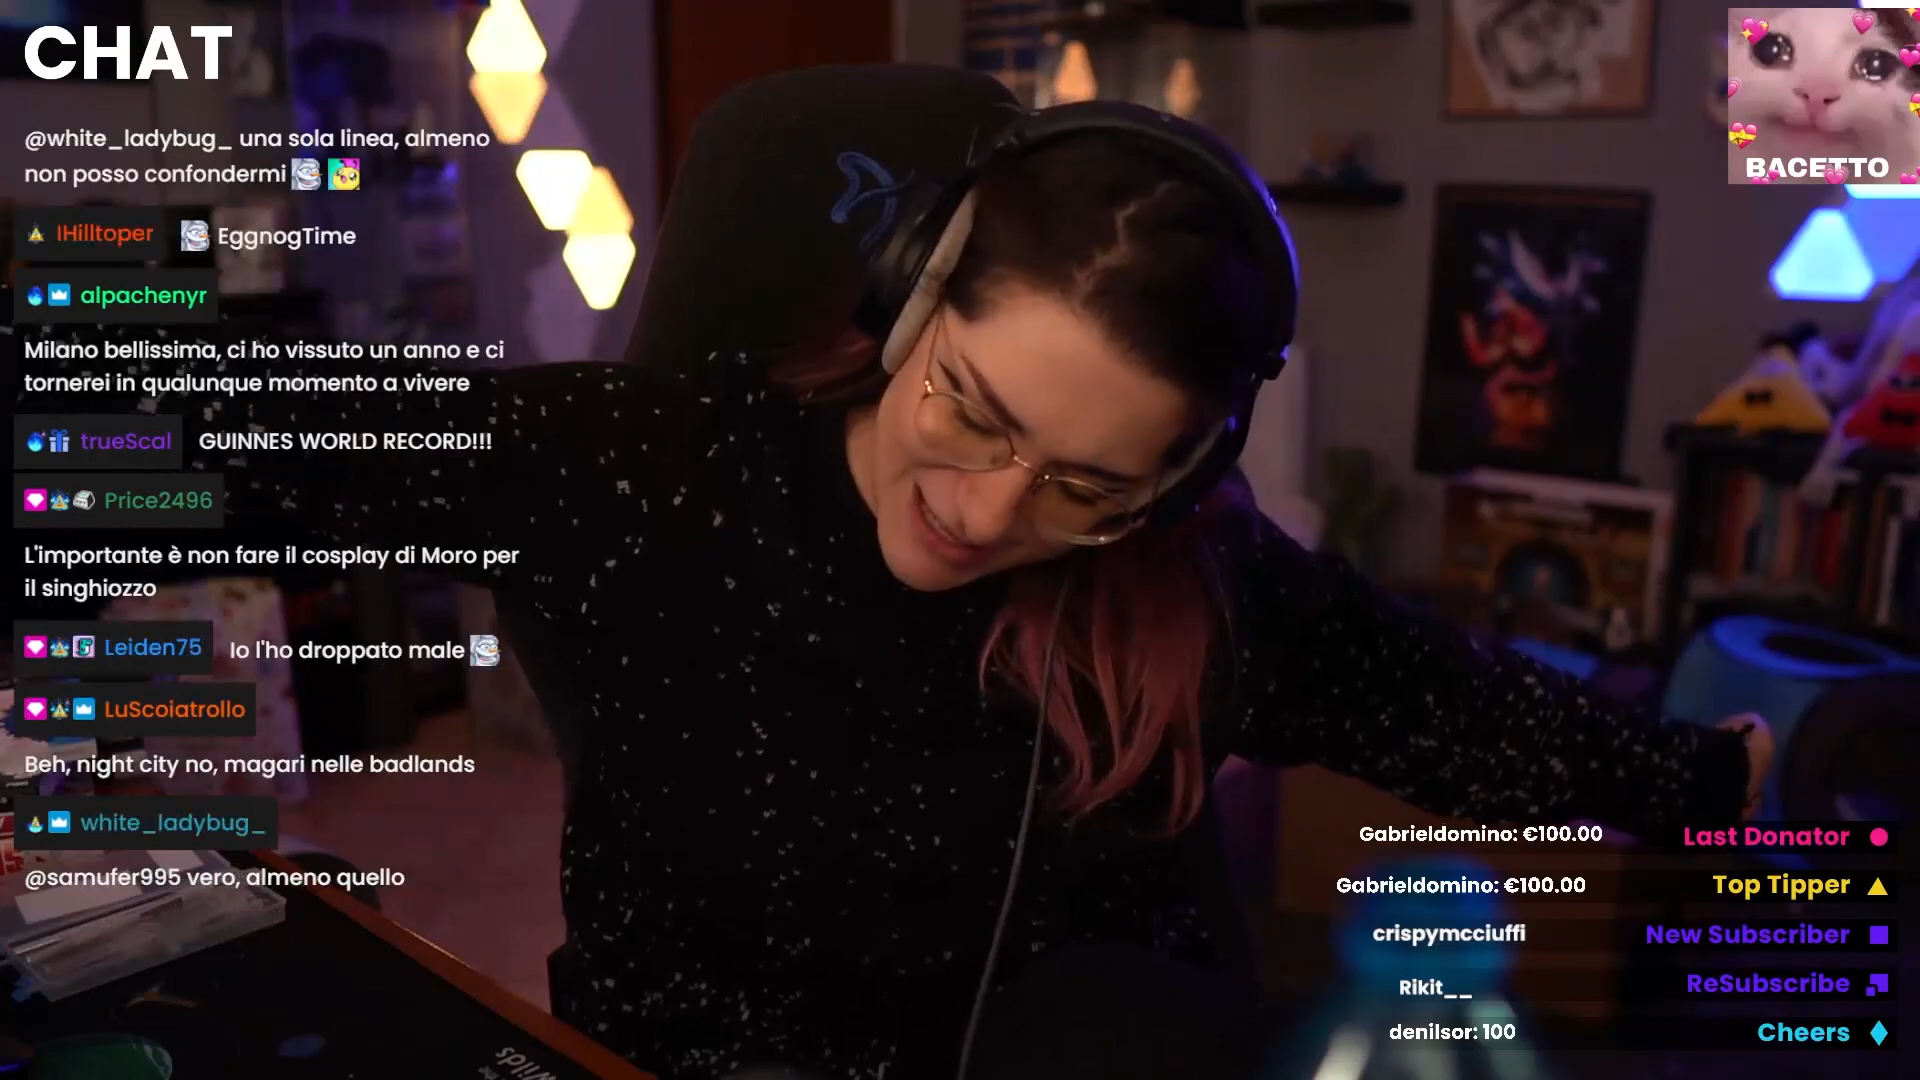 CHAT
@white_ladybug_ una sola linea, almeno
non posso confondermi
IHilltoper EggnogTime
alpachenyr
Milano bellissima, ci ho vissuto un anno e ci
tornerei in qualunque momento a vivere
trueScal GUINNES WORLD RECORD!!!
Price2496
L'importante è non fare il cosplay di Moro per
il singhiozzo
Leiden75 Io l'ho droppato male
LuScoiatrollo
Beh, night city no, magari nelle badlands
white_ladybug_
@samufer995 vero, almeno quello
BACETTO
Gabrieldomino: €100.00 Last Donator
Gabrieldomino: €100.00 Top Tipper
crispymcciuffi New Subscriber
Rikit__ ReSubscribe
denilsor: 100 Cheers
Wilds